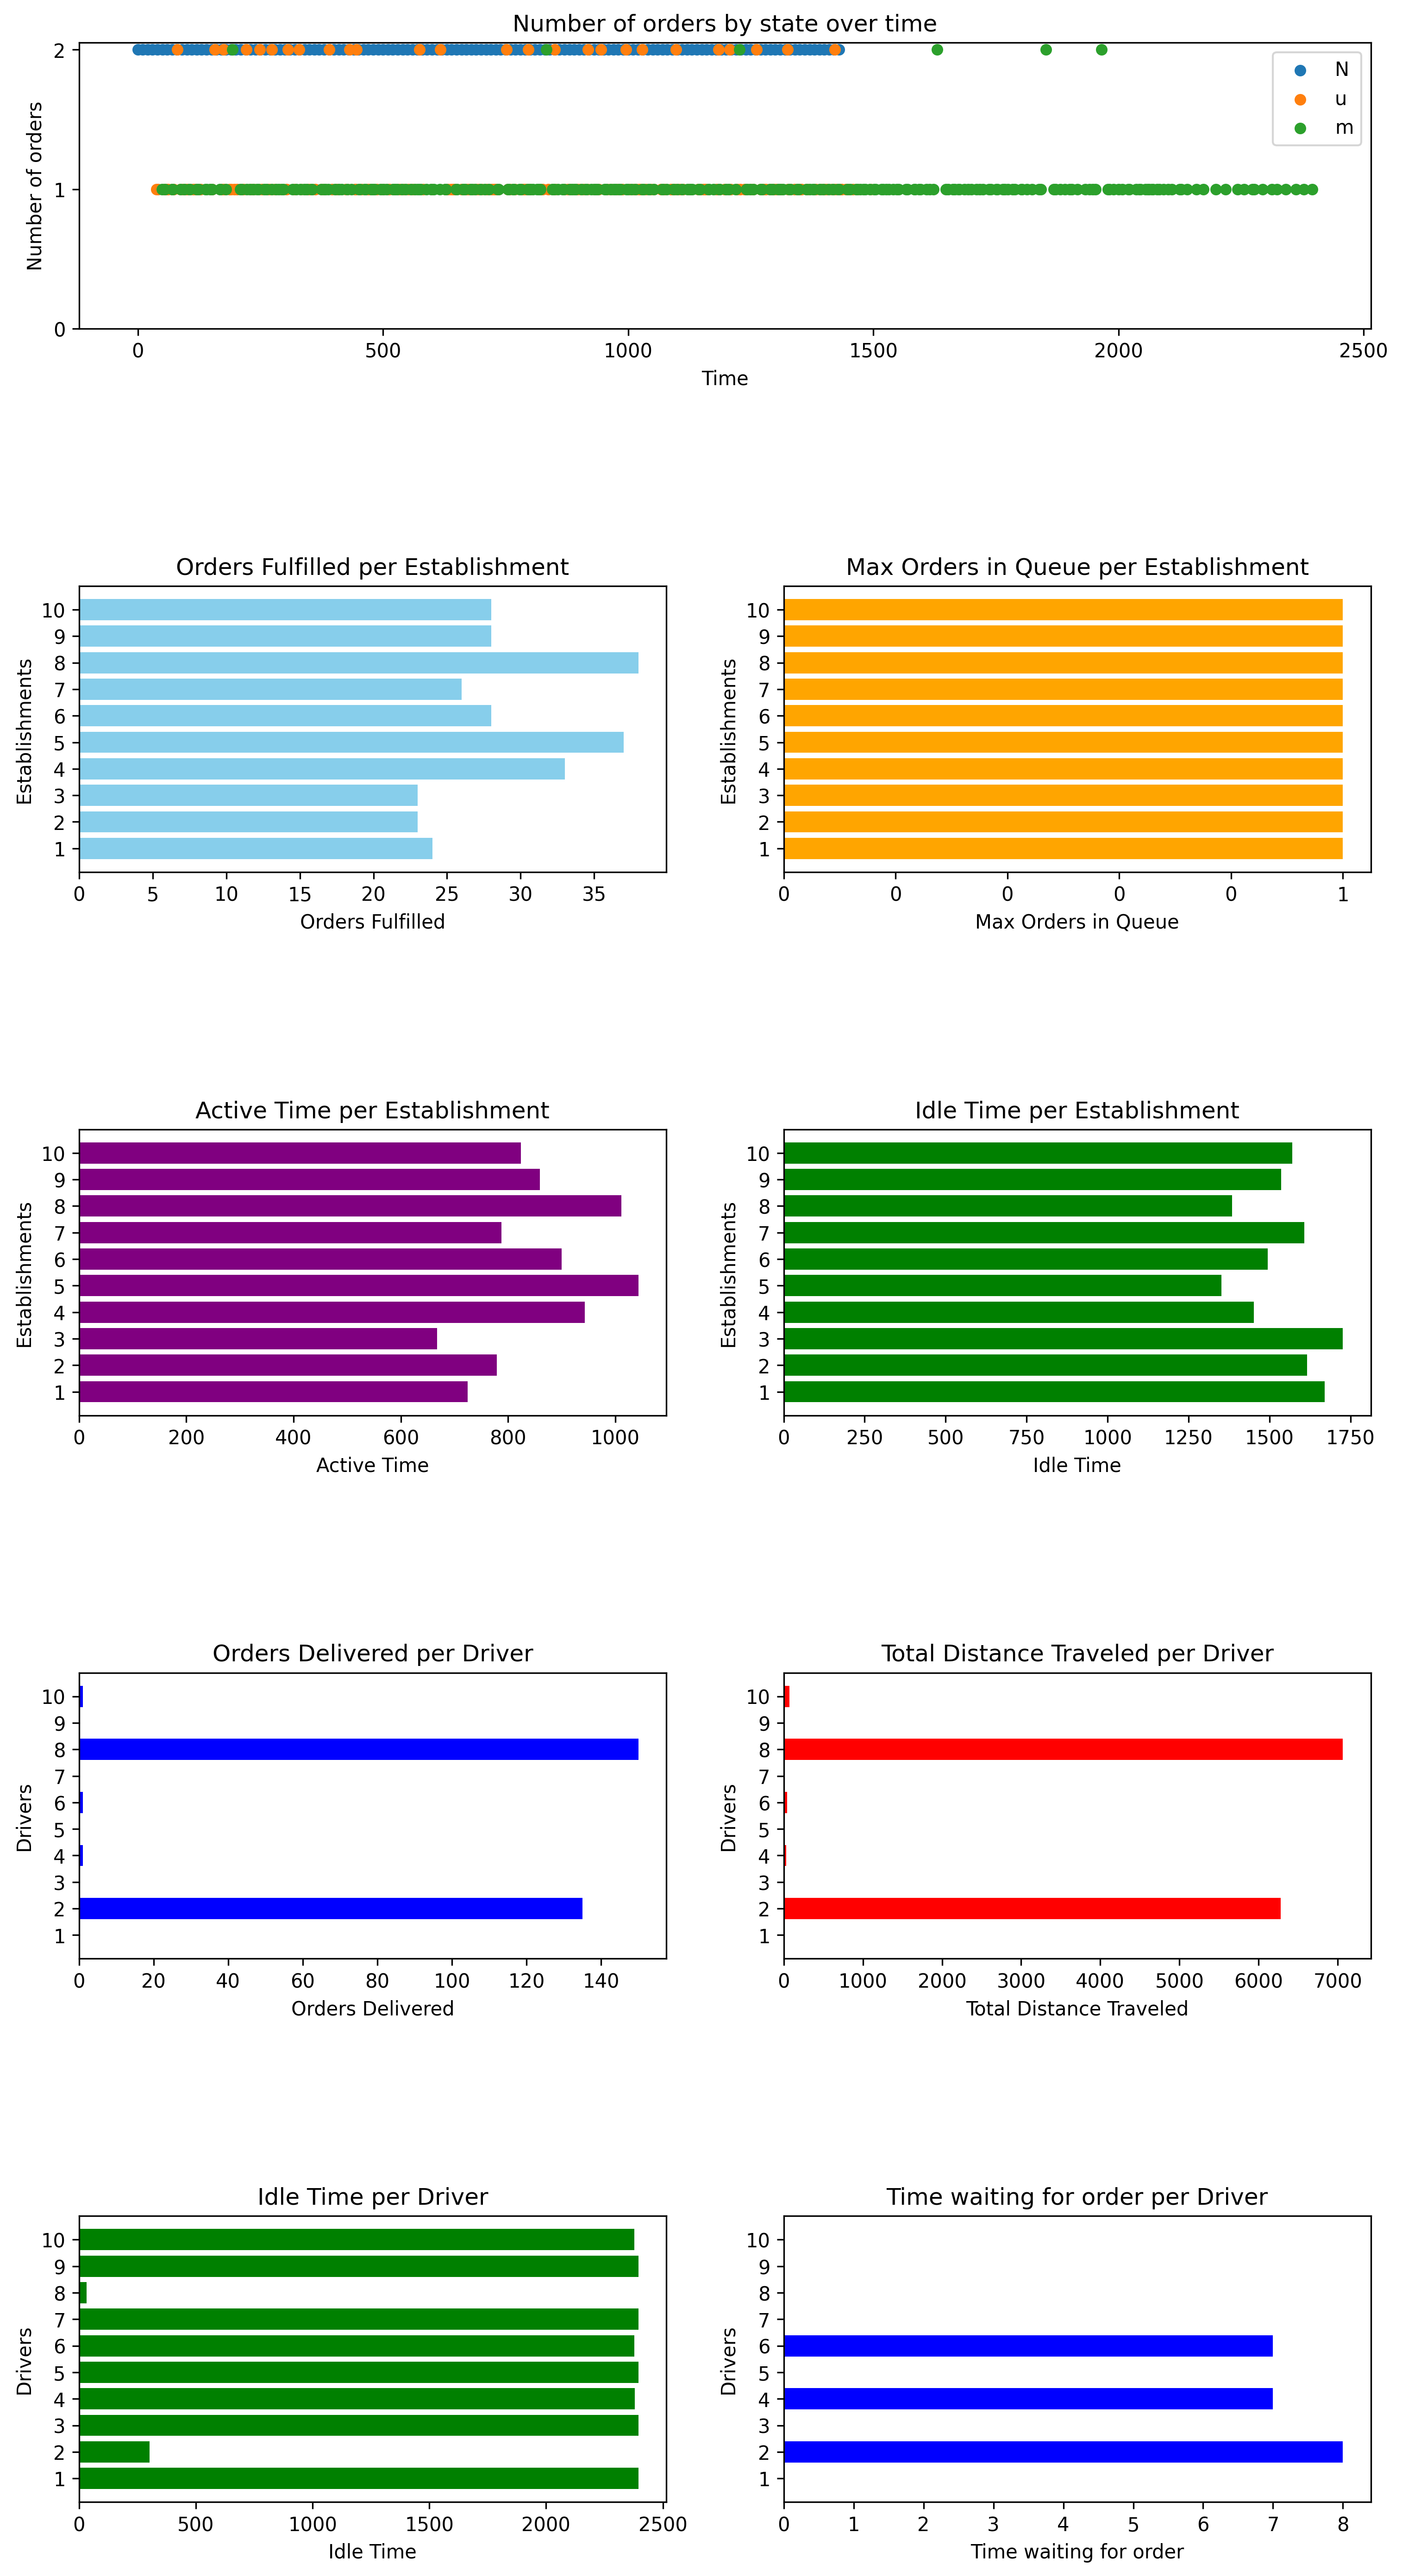 Number of orders by state over time
Number of orders
2
1
0
N
u
m
0 500 1000 1500 2000 2500
Time
Orders Fulfilled per Establishment
Establishments
10
9
8
7
6
5
4
3
2
1
0 5 10 15 20 25 30 35
Orders Fulfilled
Max Orders in Queue per Establishment
Establishments
10
9
8
7
6
5
4
3
2
1
0 0 0 0 0 1
Max Orders in Queue
Active Time per Establishment
Establishments
10
9
8
7
6
5
4
3
2
1
0 200 400 600 800 1000
Active Time
Idle Time per Establishment
Establishments
10
9
8
7
6
5
4
3
2
1
0 250 500 750 1000 1250 1500 1750
Idle Time
Orders Delivered per Driver
Drivers
10
9
8
7
6
5
4
3
2
1
0 20 40 60 80 100 120 140
Orders Delivered
Total Distance Traveled per Driver
Drivers
10
9
8
7
6
5
4
3
2
1
0 1000 2000 3000 4000 5000 6000 7000
Total Distance Traveled
Idle Time per Driver
Drivers
10
9
8
7
6
5
4
3
2
1
0 500 1000 1500 2000 2500
Idle Time
Time waiting for order per Driver
Drivers
10
9
8
7
6
5
4
3
2
1
0 1 2 3 4 5 6 7 8
Time waiting for order